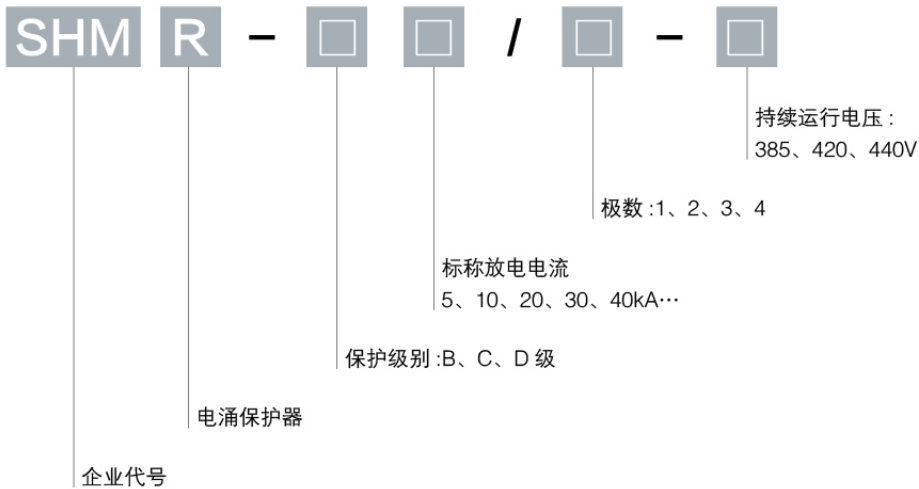 SHM R - □ □ / □ - □
持续运行电压 :
385、420、440V
极数 :1、2、3、4
标称放电电流
5、10、20、30、40kA…
保护级别 :B、C、D 级
电涌保护器
企业代号